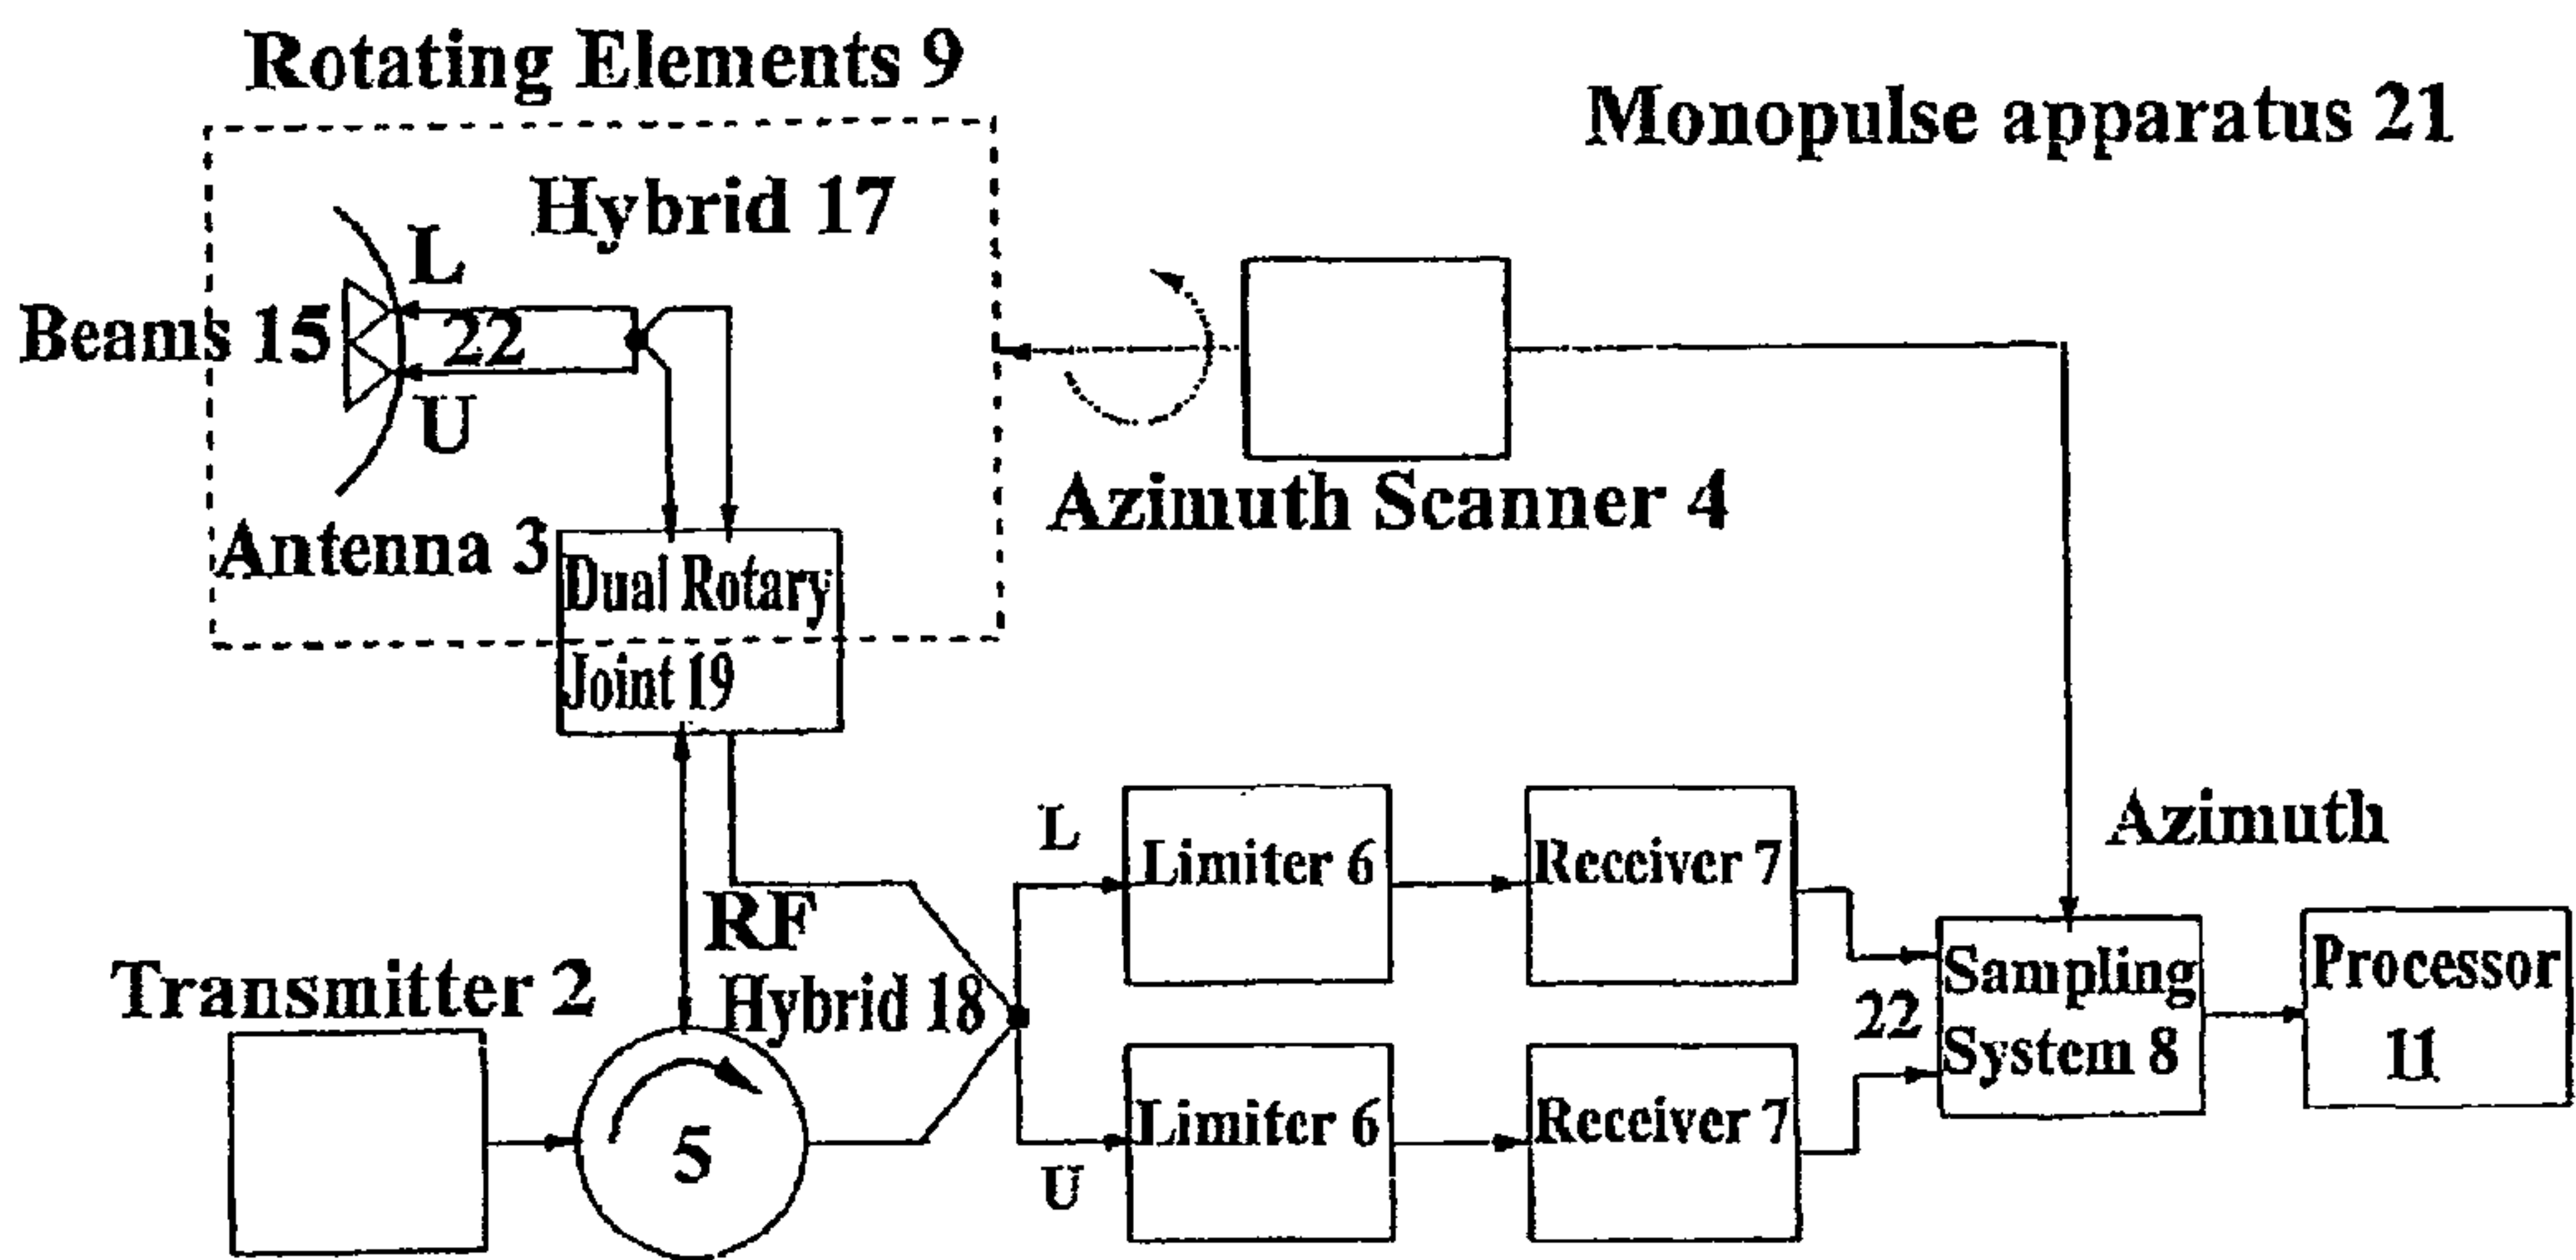 Rotating Elements 9
Monopulse apparatus 21
Hybrid 17
L
Beams 15
22
U
Azimuth Scanner 4
Antenna 3
Dual Rotary
Joint 19
L
Limiter 6
Receiver 7
Azimuth
RF
Hybrid 18
Transmitter 2
22
Sampling
System 8
Processor
11
5
Limiter 6
Receiver 7
U